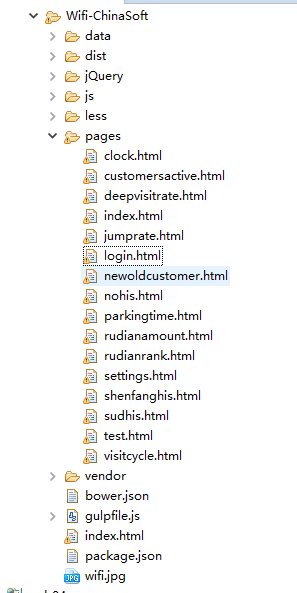 Wifi-ChinaSoft
data
dist
jQuery
js
less
pages
clock.html
customersactive.html
deepvisitrate.html
index.html
jumprate.html
login.html
newoldcustomer.html
nohis.html
parkingtime.html
rudianamount.html
rudianrank.html
settings.html
shenfanghis.html
sudhis.html
test.html
visitcycle.html
vendor
bower.json
gulpfile.js
index.html
package.json
wifi.jpg